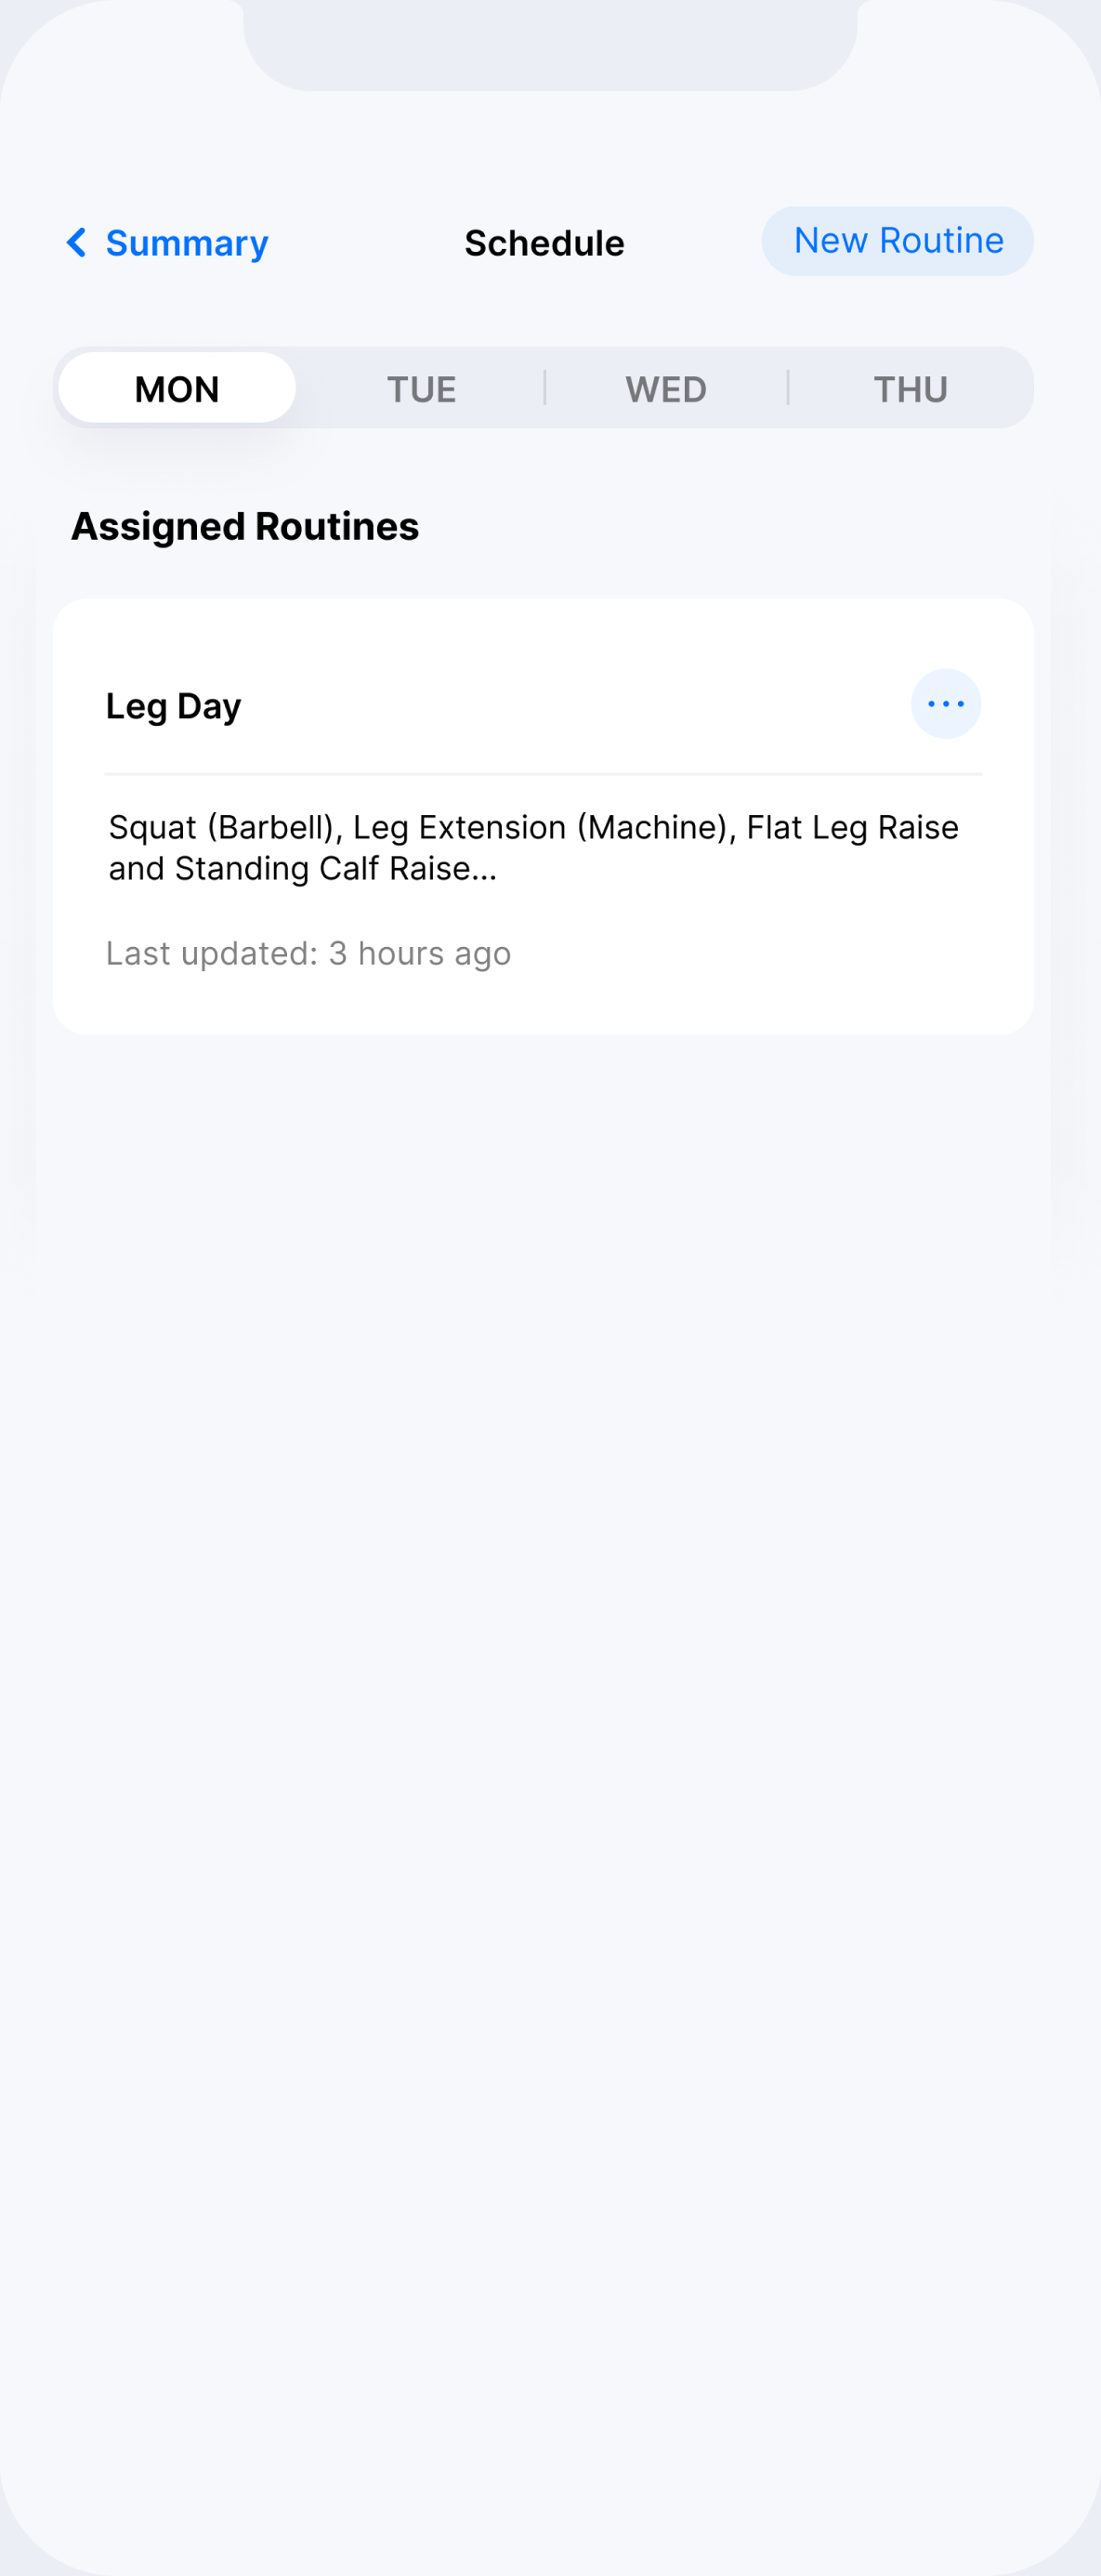 Summary
Schedule
New Routine
MON
TUE
WED
THU
Assigned Routines
Leg Day
Squat (Barbell), Leg Extension (Machine), Flat Leg Raise
and Standing Calf Raise...
Last updated: 3 hours ago